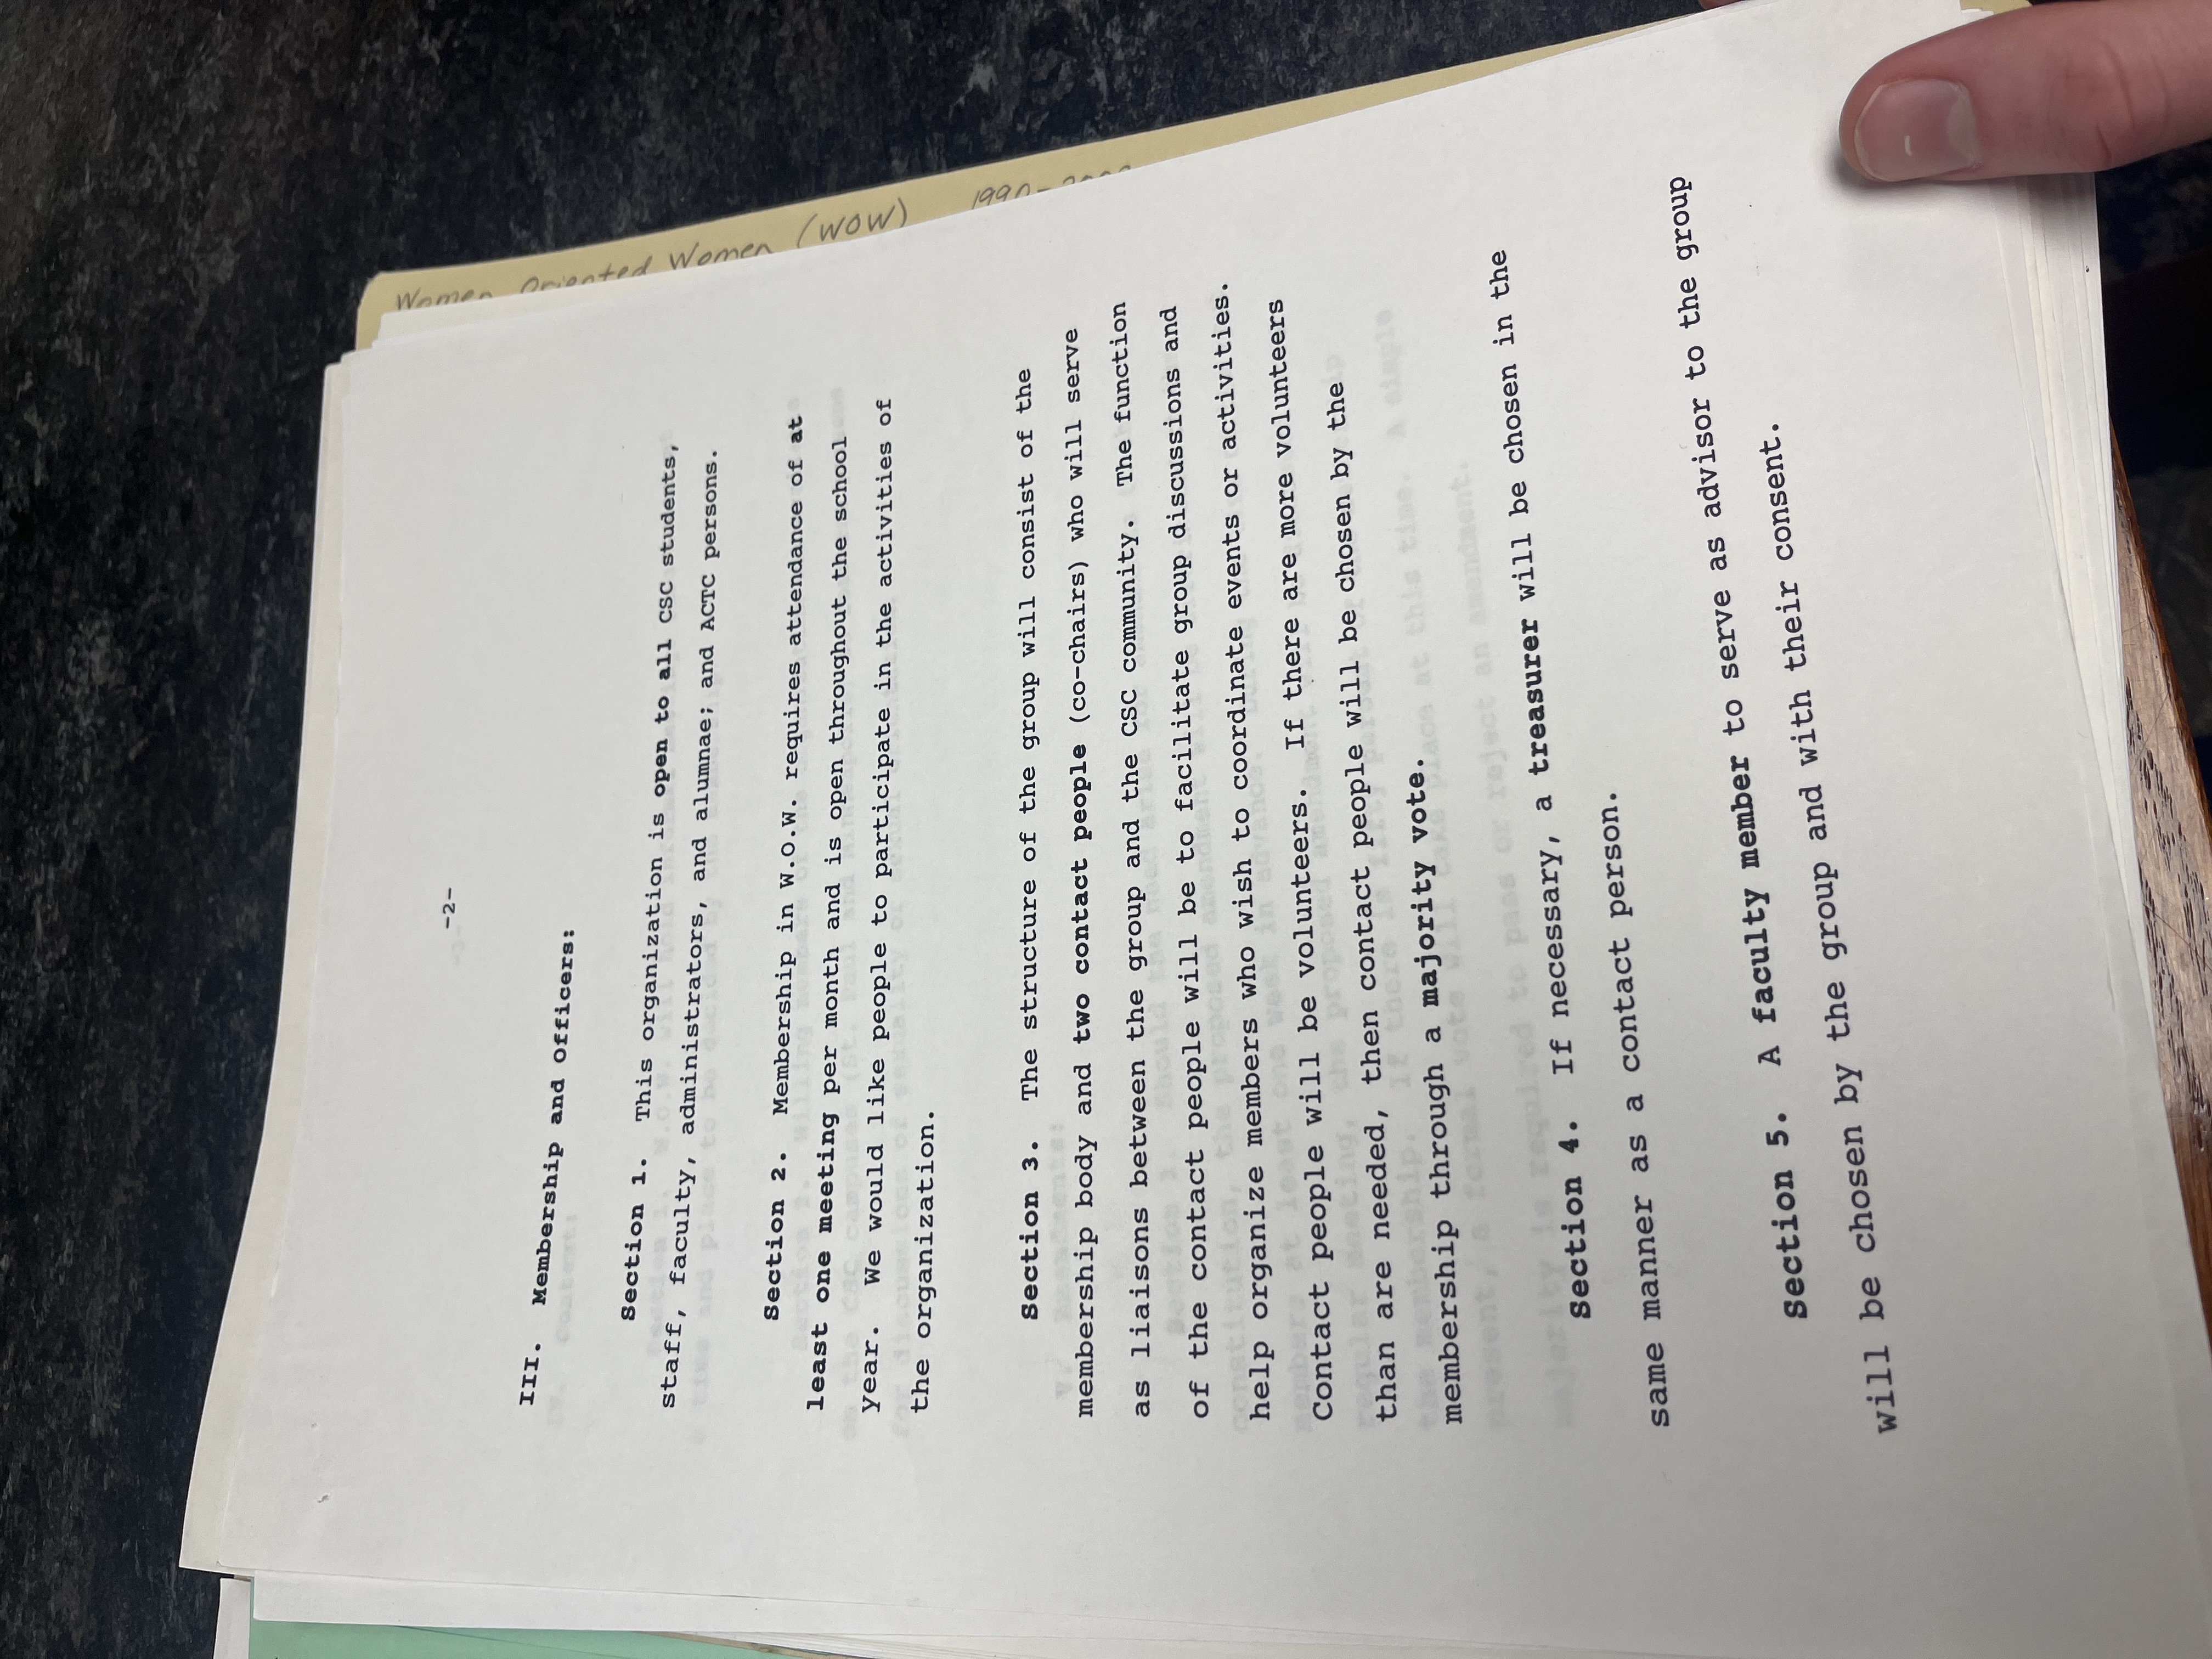 -2-
III. Membership and Officers:
Section 1. This organization is open to all CSC students,
staff, faculty, administrators, and alumnae; and ACTC persons.
Section 2. Membership in W.O.W. requires attendance of at
least one meeting per month and is open throughout the school
year. We would like people to participate in the activities of
the organization.
Section 3. The structure of the group will consist of the
membership body and two contact people (co-chairs) who will serve
as liaisons between the group and the CSC community. The function
of the contact people will be to facilitate group discussions and
help organize members who wish to coordinate events or activities.
Contact people will be volunteers. If there are more volunteers
than are needed, then contact people will be chosen by the
membership through a majority vote.
Section 4. If necessary, a treasurer will be chosen in the
same manner as a contact person.
Section 5. A faculty member to serve as advisor to the group
will be chosen by the group and with their consent.
Women Oriented Women (WOW) 1990-